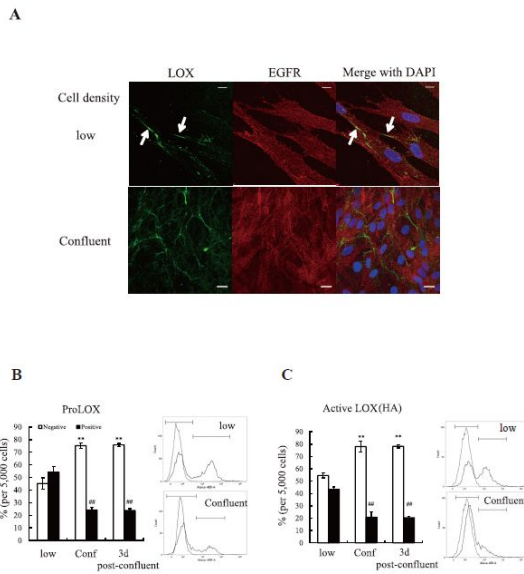 A
LOX EGFR Merge with DAPI
Cell density
low
Confluent
B
ProLOX
Negative Positive
% (per 5,000 cells)
90
80
70
60
50
40
30
20
10
0
** **
## ##
low Conf 3d
post-confluent
low
Confluent
C
Active LOX(HA)
% (per 5,000 cells)
90
80
70
60
50
40
30
20
10
0
** **
## ##
low Conf 3d
post-confluent
low
Confluent